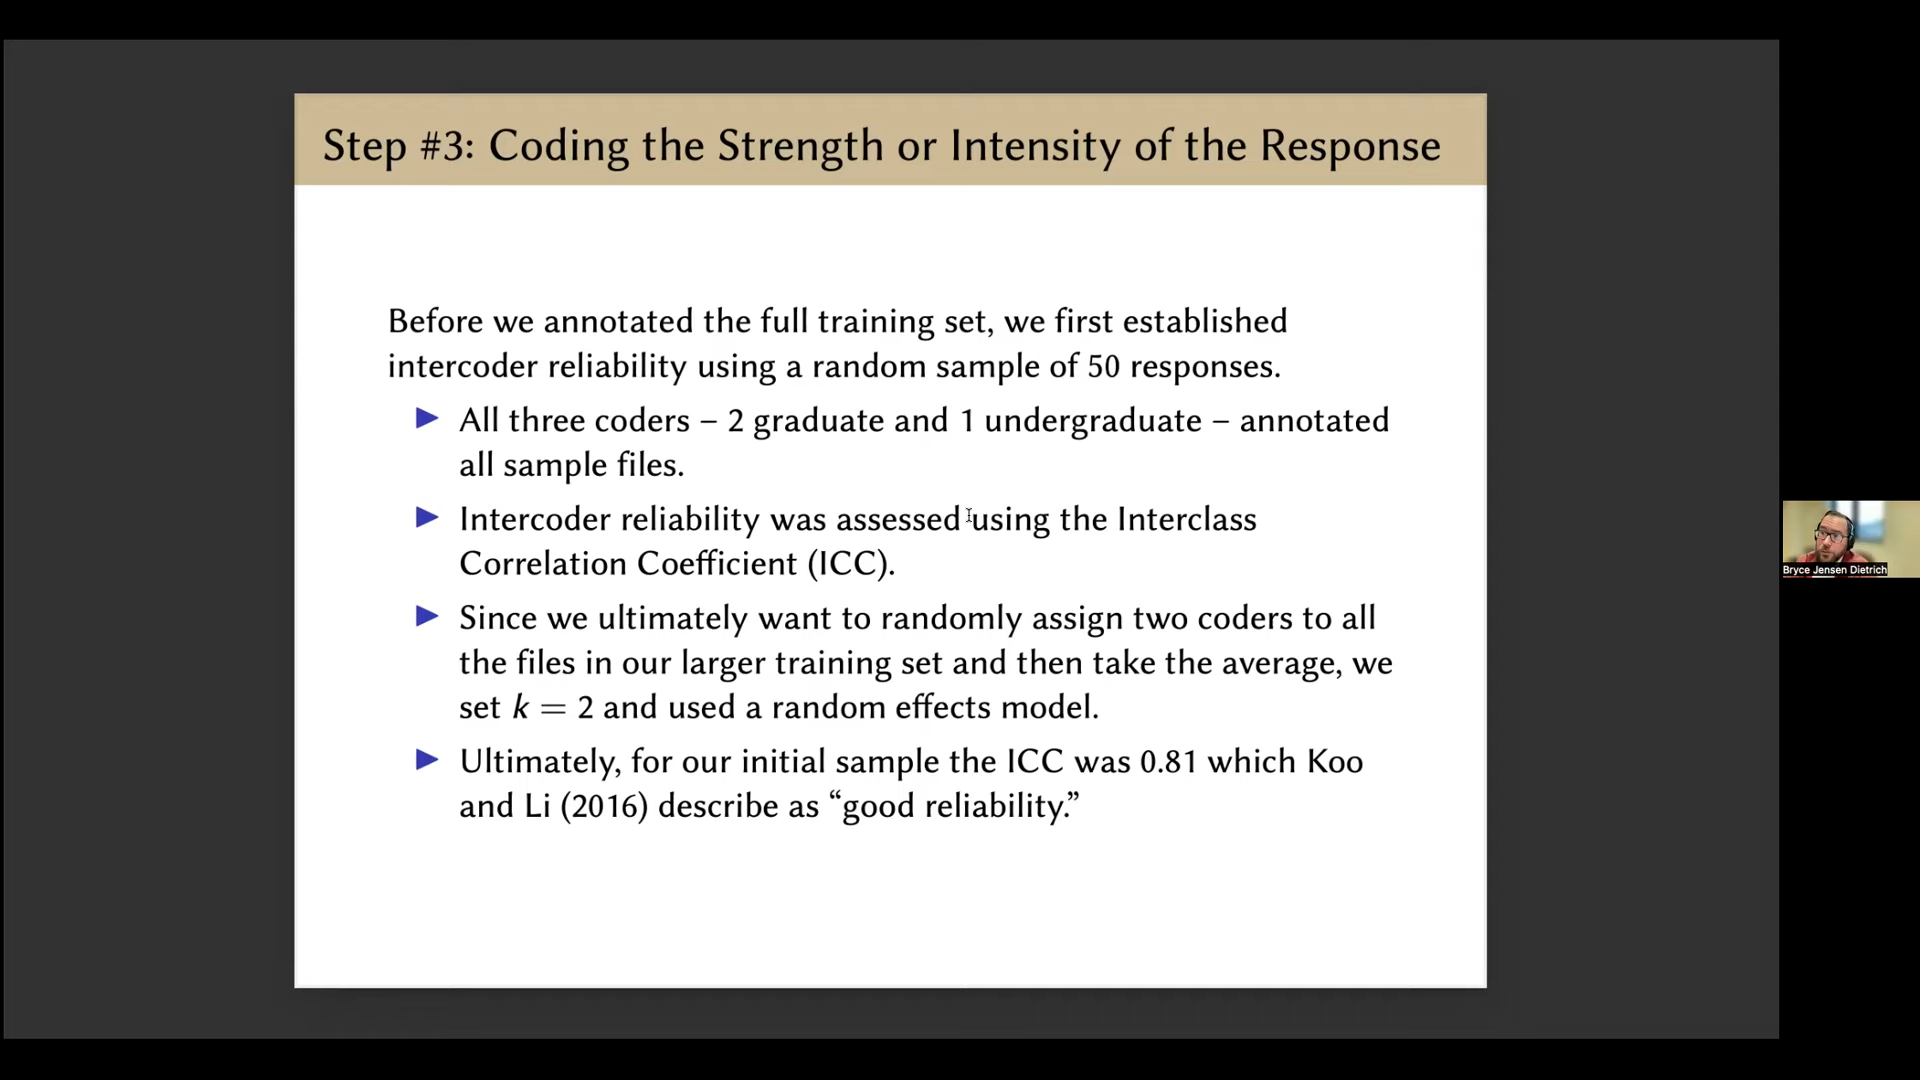 Step #3: Coding the Strength or Intensity of the Response
Before we annotated the full training set, we first established
intercoder reliability using a random sample of 50 responses.
▶ All three coders – 2 graduate and 1 undergraduate – annotated
all sample files.
▶ Intercoder reliability was assessed using the Interclass
Correlation Coefficient (ICC).
▶ Since we ultimately want to randomly assign two coders to all
the files in our larger training set and then take the average, we
set k = 2 and used a random effects model.
▶ Ultimately, for our initial sample the ICC was 0.81 which Koo
and Li (2016) describe as “good reliability.”
Bryce Jensen Dietrich